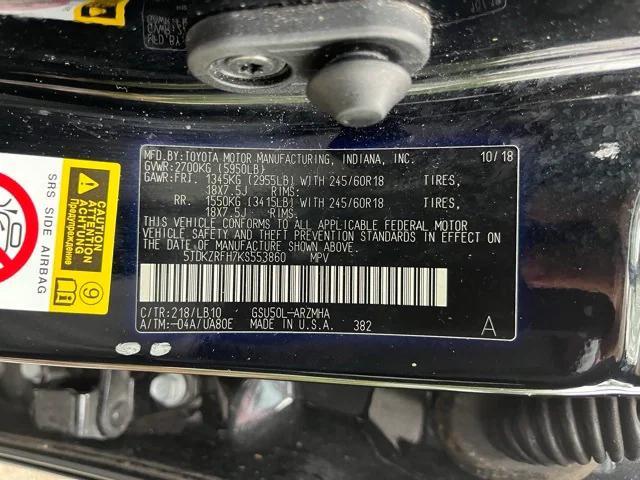 MFD.BY:TOYOTA MOTOR MANUFACTURING, INDIANA, INC. 10/18
GVWR:2700KG (5950LB)
GAWR:FRT. 1345KG (2955LB) WITH 245/60R18 TIRES,
18X7.5J RIMS:
RR. 1550KG (3415LB) WITH 245/60R18 TIRES,
18X7.5J RIMS.
THIS VEHICLE CONFORMS TO ALL APPLICABLE FEDERAL MOTOR
VEHICLE SAFETY AND THEFT PREVENTION STANDARDS IN EFFECT
ON THE DATE OF MANUFACTURE SHOWN ABOVE.
5TDKZRFH7KS553860 MPV
C/TR:218/LB10 GSU50L-ARZMHA
A/TM:-04A/UA80E MADE IN U.S.A. 382 A
SRS SIDE AIRBAG
CAUTION
ATTENTION
ACHTUNG
Предупреждение
9